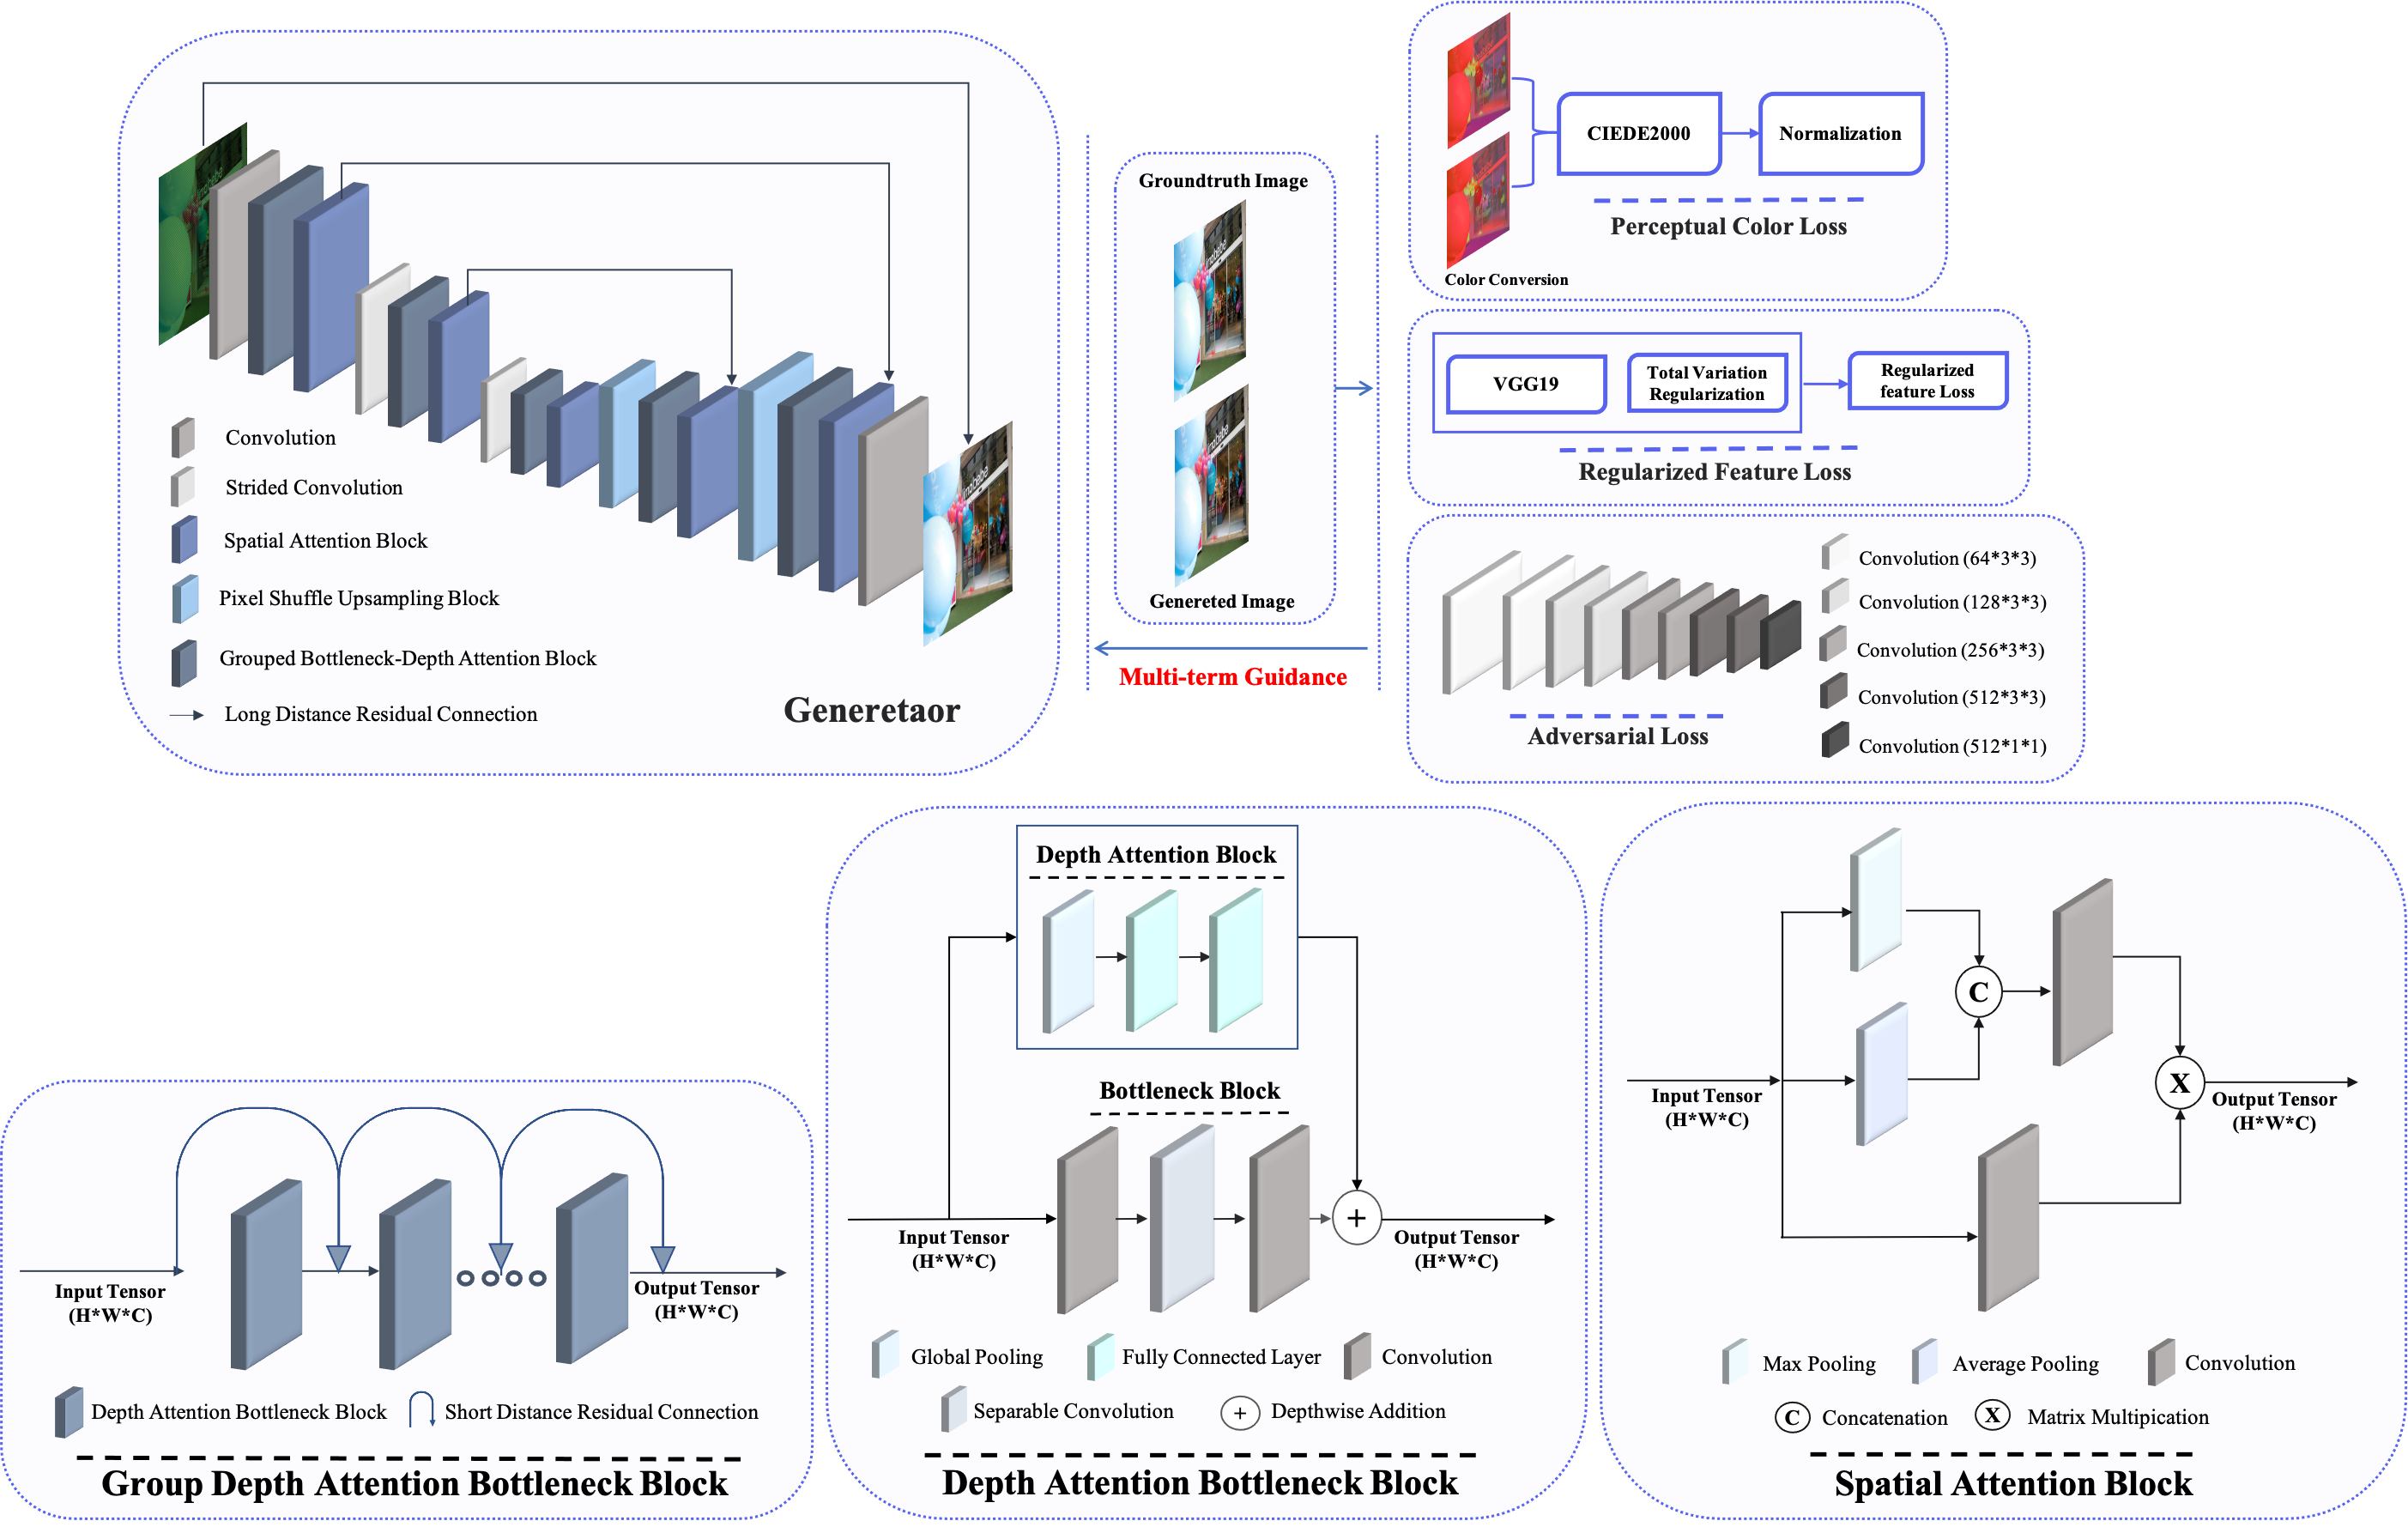 Convolution
Strided Convolution
Spatial Attention Block
Pixel Shuffle Upsampling Block
Grouped Bottleneck-Depth Attention Block
Long Distance Residual Connection
Generetaor
Groundtruth Image
Genereted Image
Multi-term Guidance
CIEDE2000
Normalization
Perceptual Color Loss
Color Conversion
VGG19
Total Variation
Regularization
Regularized
feature Loss
Regularized Feature Loss
Convolution (64*3*3)
Convolution (128*3*3)
Convolution (256*3*3)
Convolution (512*3*3)
Convolution (512*1*1)
Adversarial Loss
Input Tensor
(H*W*C)
Output Tensor
(H*W*C)
Depth Attention Bottleneck Block
Short Distance Residual Connection
Group Depth Attention Bottleneck Block
Depth Attention Block
Bottleneck Block
Input Tensor
(H*W*C)
+
Output Tensor
(H*W*C)
Global Pooling
Fully Connected Layer
Convolution
Separable Convolution
+
Depthwise Addition
Depth Attention Bottleneck Block
Input Tensor
(H*W*C)
C
X
Output Tensor
(H*W*C)
Max Pooling
Average Pooling
Convolution
C
Concatenation
X
Matrix Multipication
Spatial Attention Block